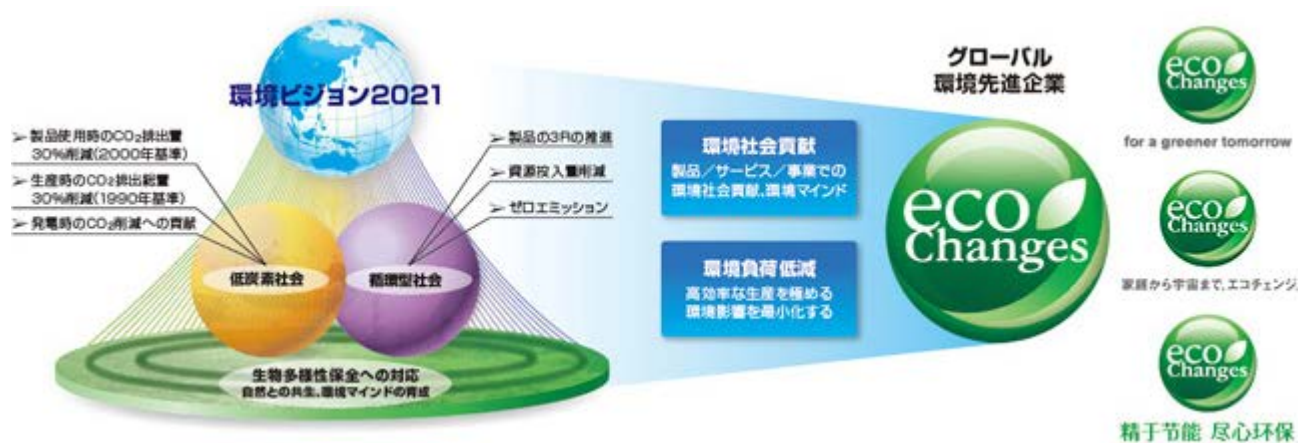 環境ビジョン2021
➢ 製品使用時のCO₂排出量
30%削減(2000年基準)
➢ 生産時のCO₂排出総量
30%削減(1990年基準)
➢ 発電時のCO₂削減への貢献
➢ 製品の3Rの推進
➢ 資源投入量削減
➢ ゼロエミッション
低炭素社会
循環型社会
生物多様性保全への対応
自然との共生、環境マインドの育成
環境社会貢献
製品／サービス／事業での
環境社会貢献、環境マインド
環境負荷低減
高効率な生産を極める
環境影響を最小化する
グローバル
環境先進企業
eco
Changes
eco
Changes
for a greener tomorrow
eco
Changes
家庭から宇宙まで、エコチェンジ。
eco
Changes
精于节能 尽心环保